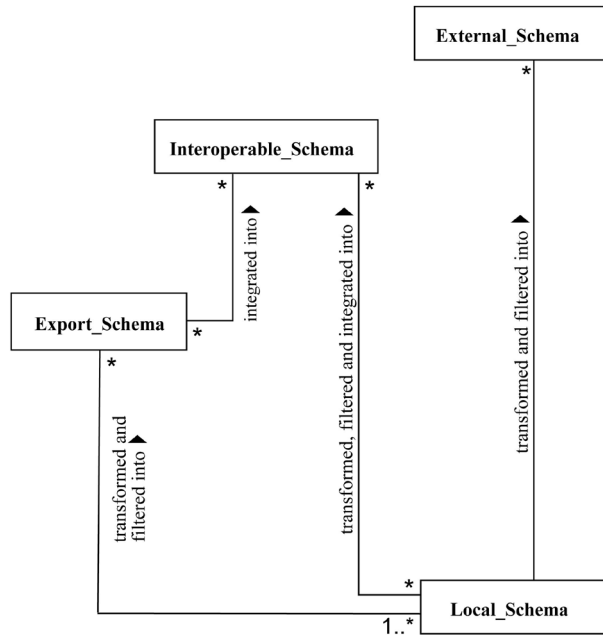 External_Schema
*
Interoperable_Schema
*
*
integrated into
transformed, filtered and integrated into
transformed and filtered into
Export_Schema
*
*
transformed and
filtered into
*
Local_Schema
1..*